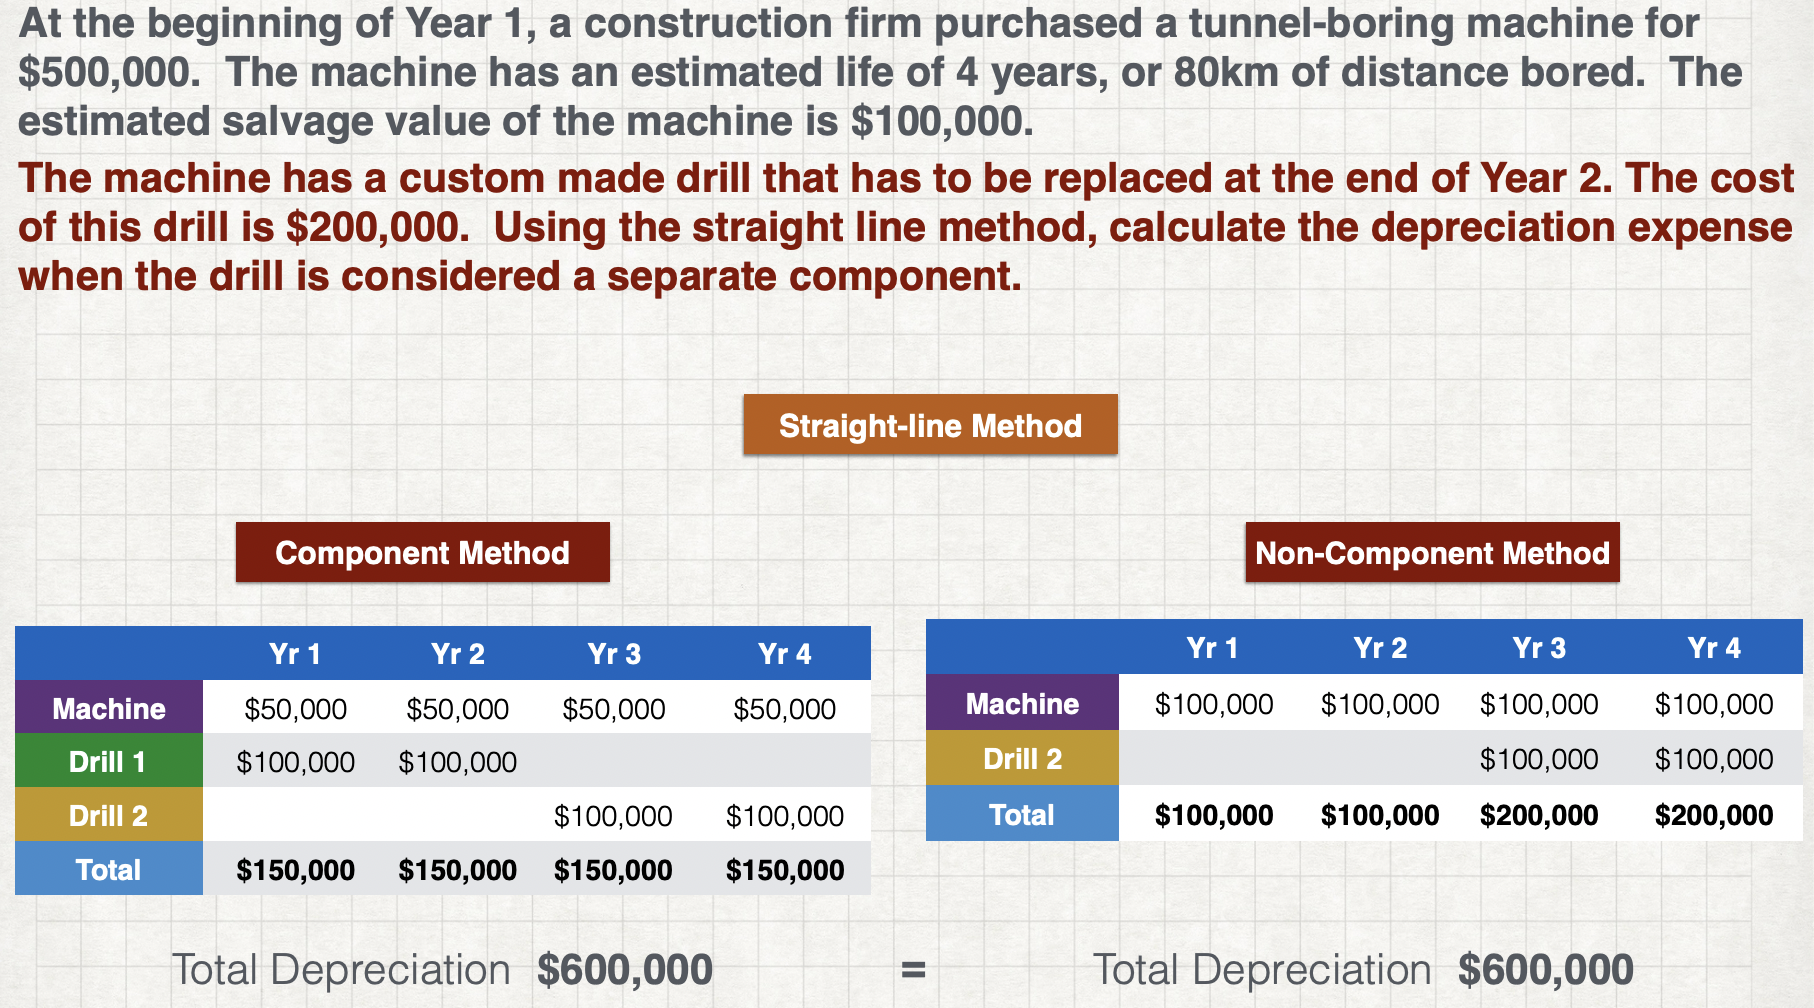 At the beginning of Year 1, a construction firm purchased a tunnel-boring machine for
$500,000.  The machine has an estimated life of 4 years, or 80km of distance bored.  The
estimated salvage value of the machine is $100,000.
The machine has a custom made drill that has to be replaced at the end of Year 2. The cost
of this drill is $200,000.  Using the straight line method, calculate the depreciation expense
when the drill is considered a separate component.
Straight-line Method
Component Method
Yr 1 Yr 2 Yr 3 Yr 4
Machine $50,000 $50,000 $50,000 $50,000
Drill 1 $100,000 $100,000
Drill 2 $100,000 $100,000
Total $150,000 $150,000 $150,000 $150,000
Total Depreciation $600,000
=
Non-Component Method
Yr 1 Yr 2 Yr 3 Yr 4
Machine $100,000 $100,000 $100,000 $100,000
Drill 2 $100,000 $100,000
Total $100,000 $100,000 $200,000 $200,000
Total Depreciation $600,000